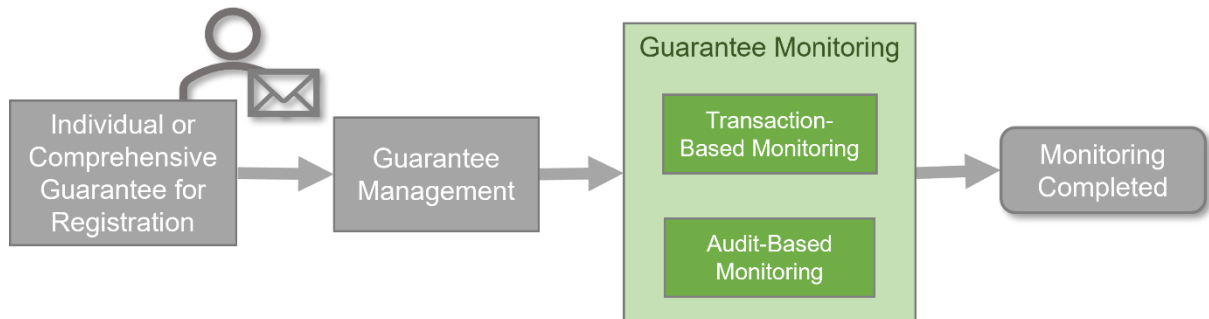 Individual or
Comprehensive
Guarantee for
Registration
Guarantee
Management
Guarantee Monitoring
Transaction-
Based Monitoring
Audit-Based
Monitoring
Monitoring
Completed